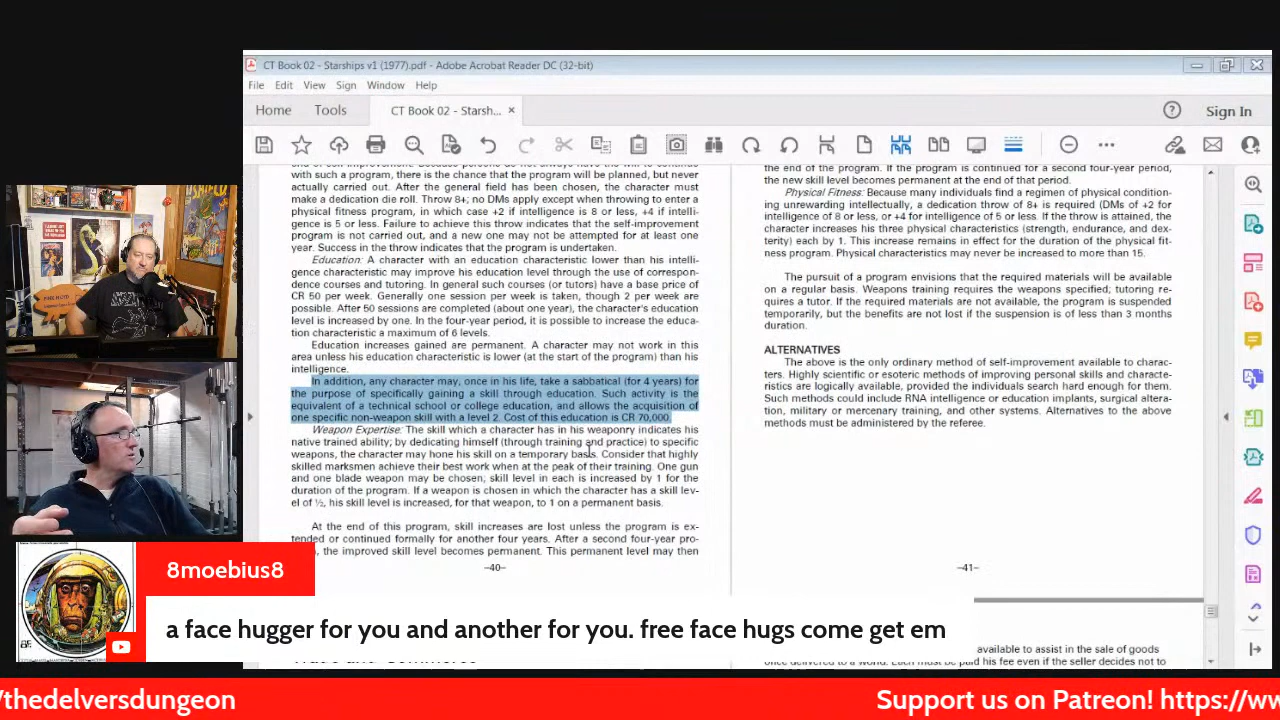 CT Book 02 - Starships v1 (1977).pdf - Adobe Acrobat Reader DC (32-bit)
File Edit View Sign Window Help
Home Tools CT Book 02 - Starsh... × Sign In
with such a program, there is the chance that the program will be planned, but never
actually carried out. After the general field has been chosen, the character must
make a dedication die roll. Throw 8+; no DMs apply except when throwing to enter a
physical fitness program, in which case +2 if intelligence is 8 or less, +4 if intelli-
gence is 5 or less. Failure to achieve this throw indicates that the self-improvement
program is not carried out, and a new one may not be attempted for at least one
year. Success in the throw indicates that the program is undertaken.
Education: A character with an education characteristic lower than his intelli-
gence characteristic may improve his education level through the use of correspon-
dence courses and tutoring. In general such courses (or tutors) have a base price of
CR 50 per week. Generally one session per week is taken, though 2 per week are
possible. After 50 sessions are completed (about one year), the character's education
level is increased by one. In the four-year period, it is possible to increase the educa-
tion characteristic a maximum of 6 levels.
Education increases gained are permanent. A character may not work in this
area unless his education characteristic is lower (at the start of the program) than his
intelligence.
In addition, any character may, once in his life, take a sabbatical (for 4 years) for
the purpose of specifically gaining a skill through education. Such activity is the
equivalent of a technical school or college education, and allows the acquisition of
one specific non-weapon skill with a level 2. Cost of this education is CR 70,000.
Weapon Expertise: The skill which a character has in his weaponry indicates his
native trained ability; by dedicating himself (through training and practice) to specific
weapons, the character may hone his skill on a temporary basis. Consider that highly
skilled marksmen achieve their best work when at the peak of their training. One gun
and one blade weapon may be chosen; skill level in each is increased by 1 for the
duration of the program. If a weapon is chosen in which the character has a skill lev-
el of ½, his skill level is increased, for that weapon, to 1 on a permanent basis.
At the end of this program, skill increases are lost unless the program is ex-
tended or continued formally for another four years. After a second four-year pro-
, the improved skill level becomes permanent. This permanent level may then
–40–
the end of the program. If the program is continued for a second four-year period,
the new skill level becomes permanent at the end of that period.
Physical Fitness: Because many individuals find a regimen of physical condition-
ing unrewarding intellectually, a dedication throw of 8+ is required (DMs of +2 for
intelligence of 8 or less, or +4 for intelligence of 5 or less. If the throw is attained, the
character increases his three physical characteristics (strength, endurance, and dex-
terity) each by 1. This increase remains in effect for the duration of the physical fit-
ness program. Physical characteristics may never be increased to more than 15.
The pursuit of a program envisions that the required materials will be available
on a regular basis. Weapons training requires the weapons specified; tutoring re-
quires a tutor. If the required materials are not available, the program is suspended
temporarily, but the benefits are not lost if the suspension is of less than 3 months
duration.
ALTERNATIVES
The above is the only ordinary method of self-improvement available to charac-
ters. Highly scientific or esoteric methods of improving personal skills and characte-
ristics are logically available, provided the individuals search hard enough for them.
Such methods could include RNA intelligence or education implants, surgical altera-
tion, military or mercenary training, and other systems. Alternatives to the above
methods must be administered by the referee.
–41–
available to assist in the sale of goods
8moebius8
a face hugger for you and another for you. free face hugs come get em
/thedelversdungeon Support us on Patreon! https://ww